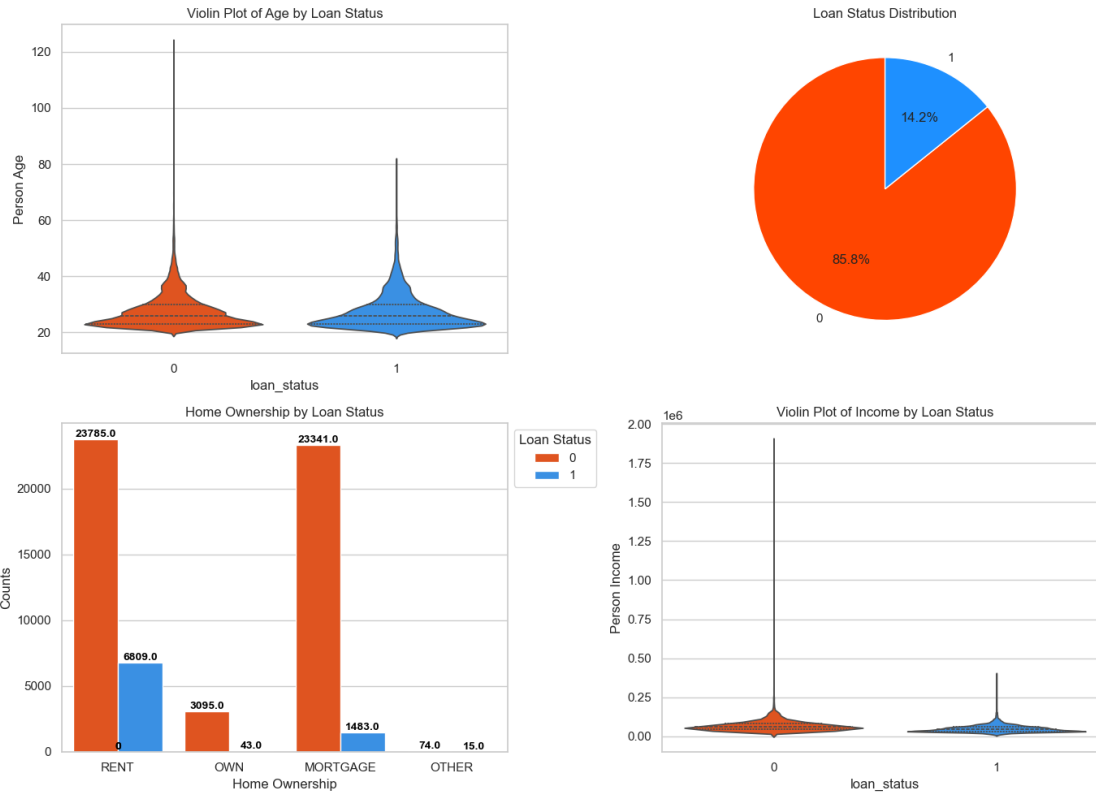 Violin Plot of Age by Loan Status
120
100
80
60
40
20
Person Age
0 1
loan_status
Loan Status Distribution
1
14.2%
85.8%
0
Home Ownership by Loan Status
23785.0
6809.0
0
3095.0
43.0
23341.0
1483.0
74.0
15.0
20000
15000
10000
5000
0
Counts
RENT OWN MORTGAGE OTHER
Home Ownership
Loan Status
0
1
Violin Plot of Income by Loan Status
1e6
2.00
1.75
1.50
1.25
1.00
0.75
0.50
0.25
0.00
Person Income
0 1
loan_status